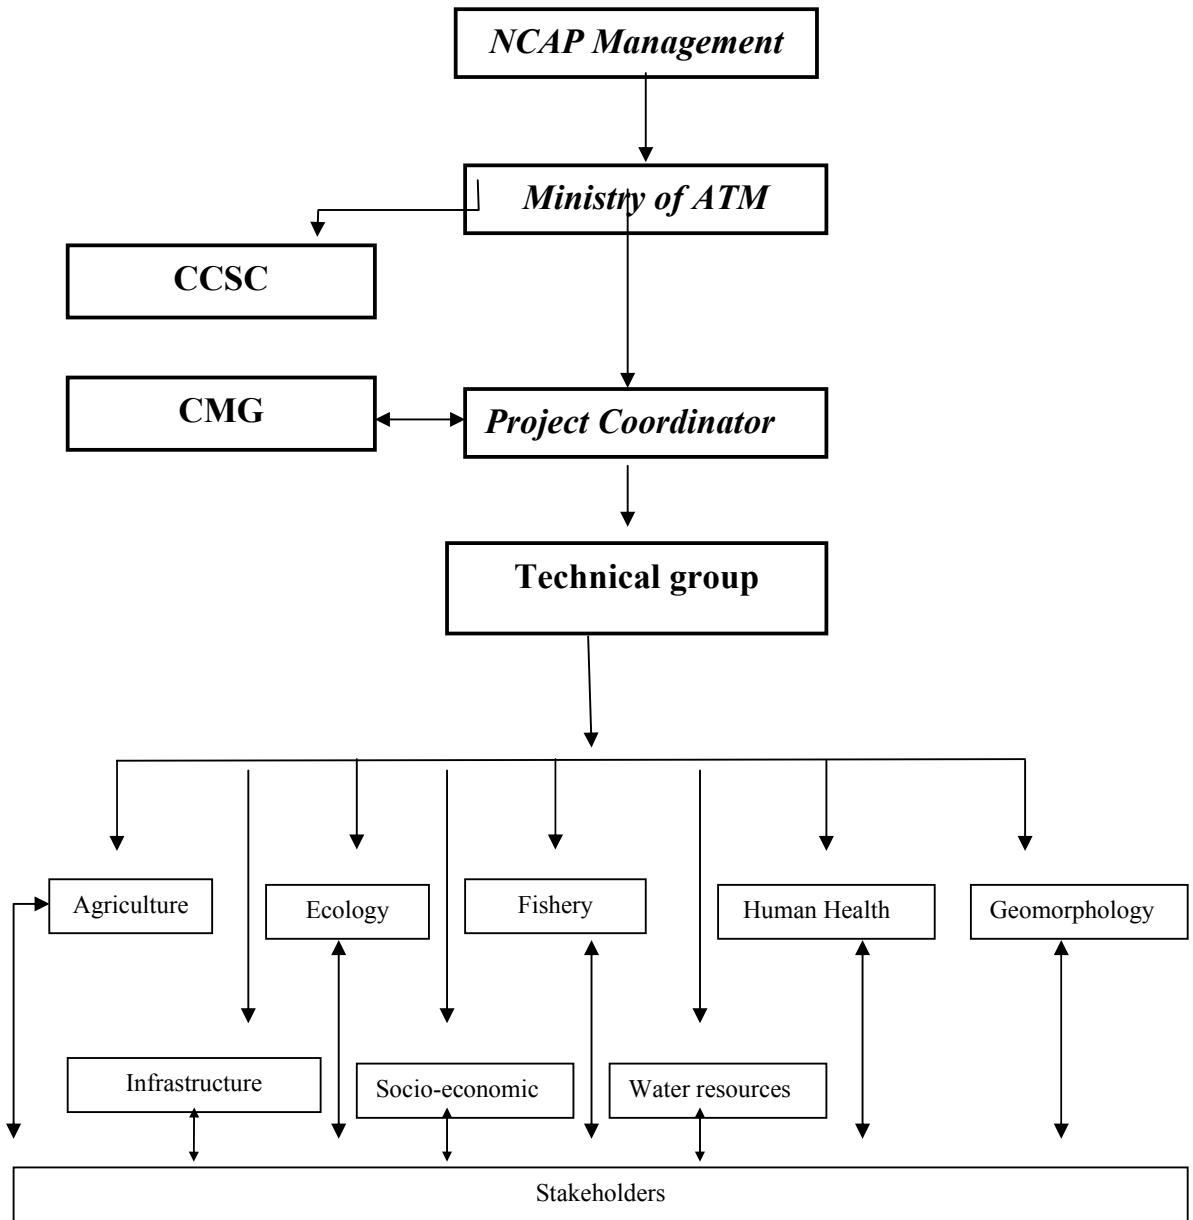 NCAP Management
Ministry of ATM
CCSC
CMG
Project Coordinator
Technical group
Agriculture
Ecology
Fishery
Human Health
Geomorphology
Infrastructure
Socio-economic
Water resources
Stakeholders